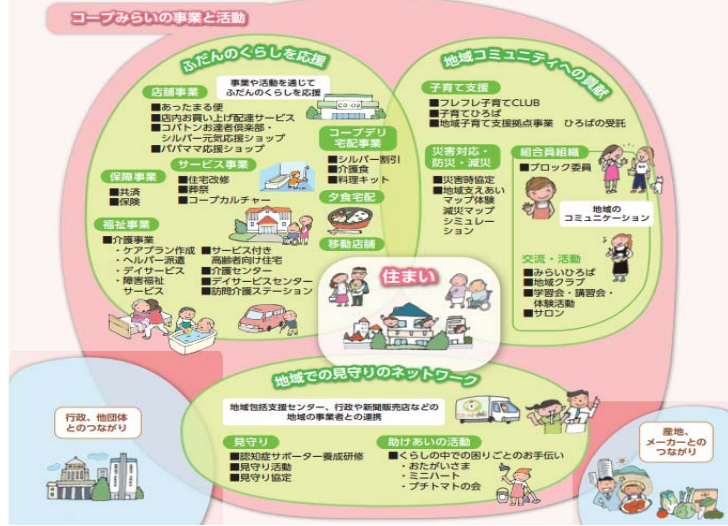 コープみらいの事業と活動
ふだんのくらしを応援
事業や活動を通じて
ふだんのくらしを応援
店舗事業
■あったまる便
■店内お買い上げ配達サービス
■コバトンお達者倶楽部・
シルバー元気応援ショップ
■パパママ応援ショップ
CO・OP
コープデリ
宅配事業
■シルバー割引
■介護食
■料理キット
保障事業
■共済
■保険
サービス事業
■住宅改修
■葬祭
■コープカルチャー
夕食宅配
移動店舗
福祉事業
■介護事業
・ケアプラン作成
・ヘルパー派遣
・デイサービス
・障害福祉
サービス
■サービス付き
高齢者向け住宅
■介護センター
■デイサービスセンター
■訪問介護ステーション
地域コミュニティへの貢献
子育て支援
■フレフレ子育てCLUB
■子育てひろば
■地域子育て支援拠点事業 ひろばの受託
災害対応・
防災・減災
■災害時協定
■地域支えあい
マップ体験
減災マップ
シミュレー
ション
組合員組織
■ブロック委員
地域の
コミュニケーション
交流・活動
■みらいひろば
■地域クラブ
■学習会・講習会・
体験活動
■サロン
住まい
地域での見守りのネットワーク
地域包括支援センター、行政や新聞販売店などの
地域の事業者との連携
見守り
■認知症サポーター養成研修
■見守り活動
■見守り協定
助けあいの活動
■くらしの中での困りごとのお手伝い
・おたがいさま
・ミニハート
・プチトマトの会
行政、他団体
とのつながり
産地、
メーカーとの
つながり